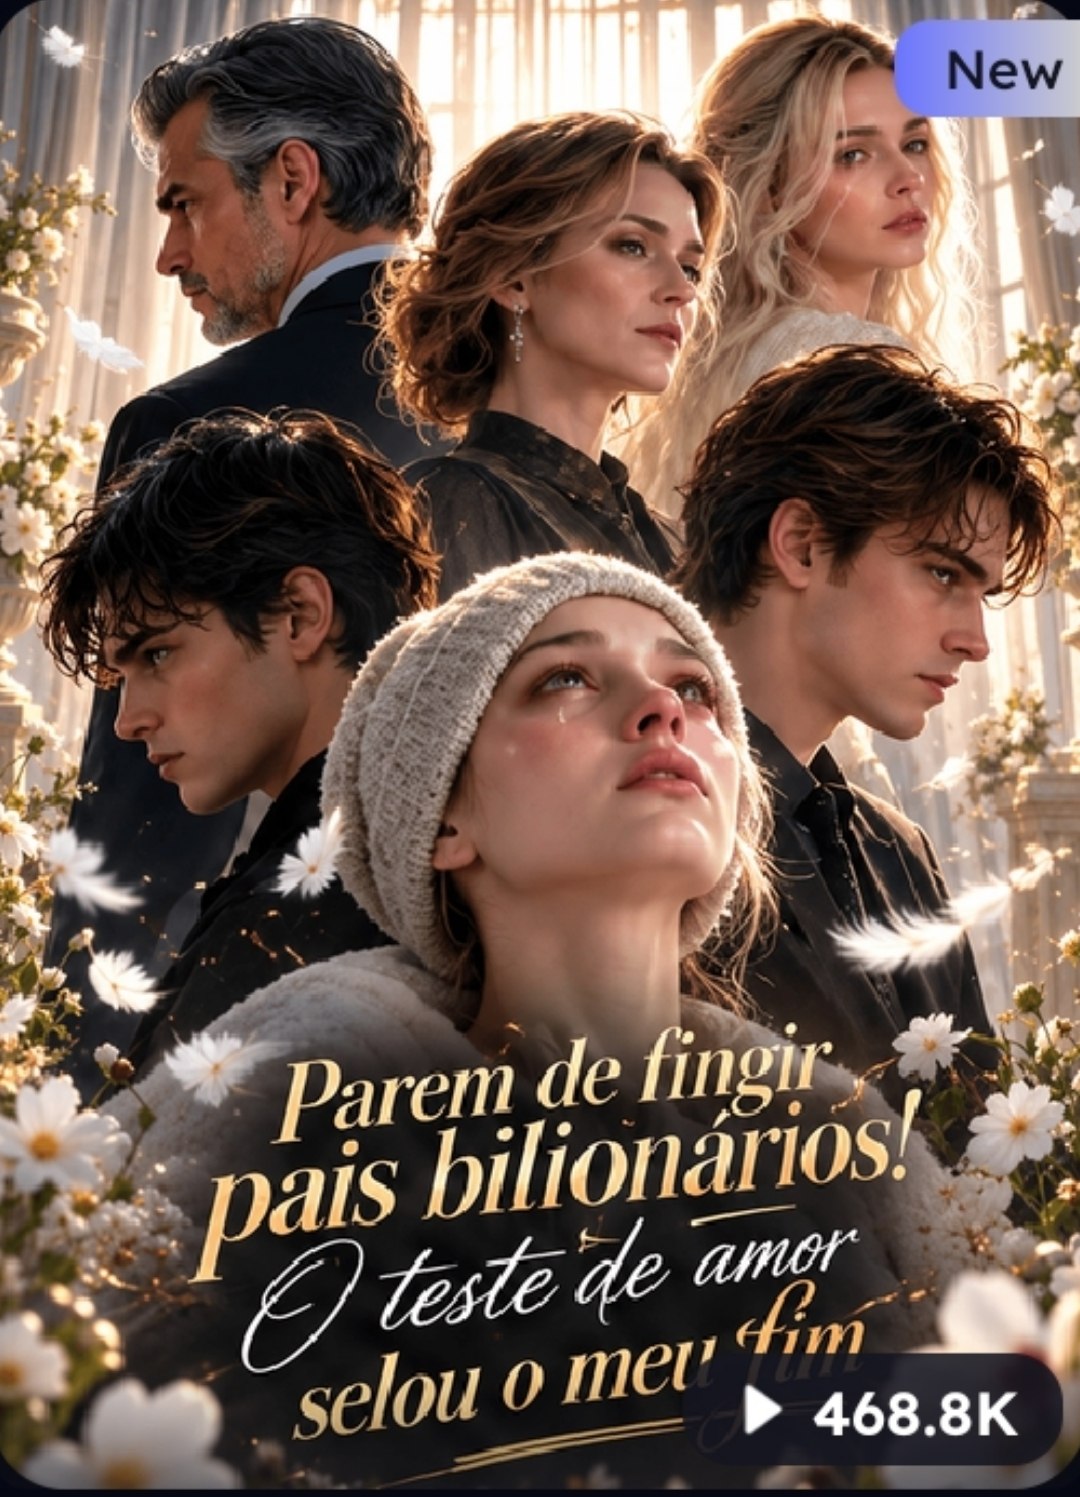 New
Parem de fingir
pais bilionários!
O teste de amor
selou o meu fim
468.8K